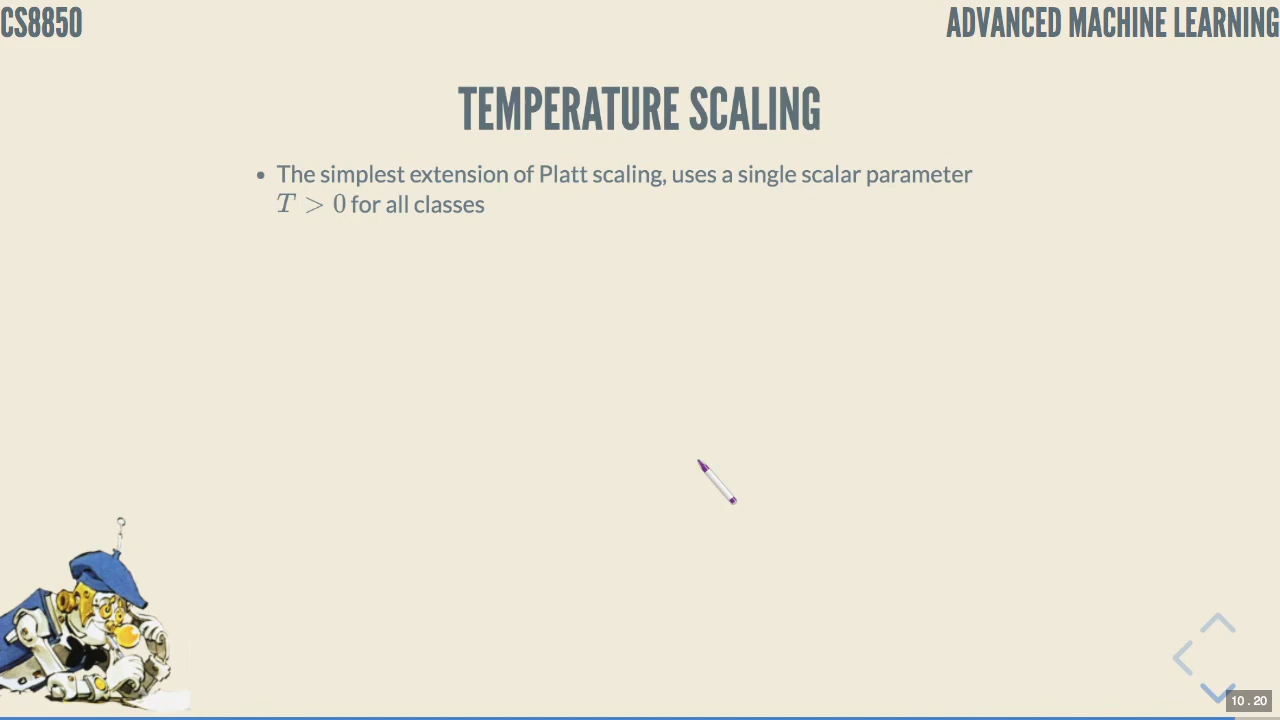 CS8850
ADVANCED MACHINE LEARNING
TEMPERATURE SCALING
• The simplest extension of Platt scaling, uses a single scalar parameter
T > 0 for all classes
10.20